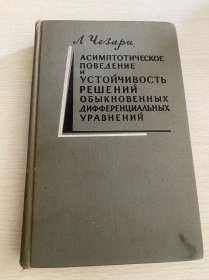 Л. Чезари
АСИМПТОТИЧЕСКОЕ
ПОВЕДЕНИЕ
И
УСТОЙЧИВОСТЬ
РЕШЕНИЙ
ОБЫКНОВЕННЫХ
ДИФФЕРЕНЦИАЛЬНЫХ
УРАВНЕНИЙ